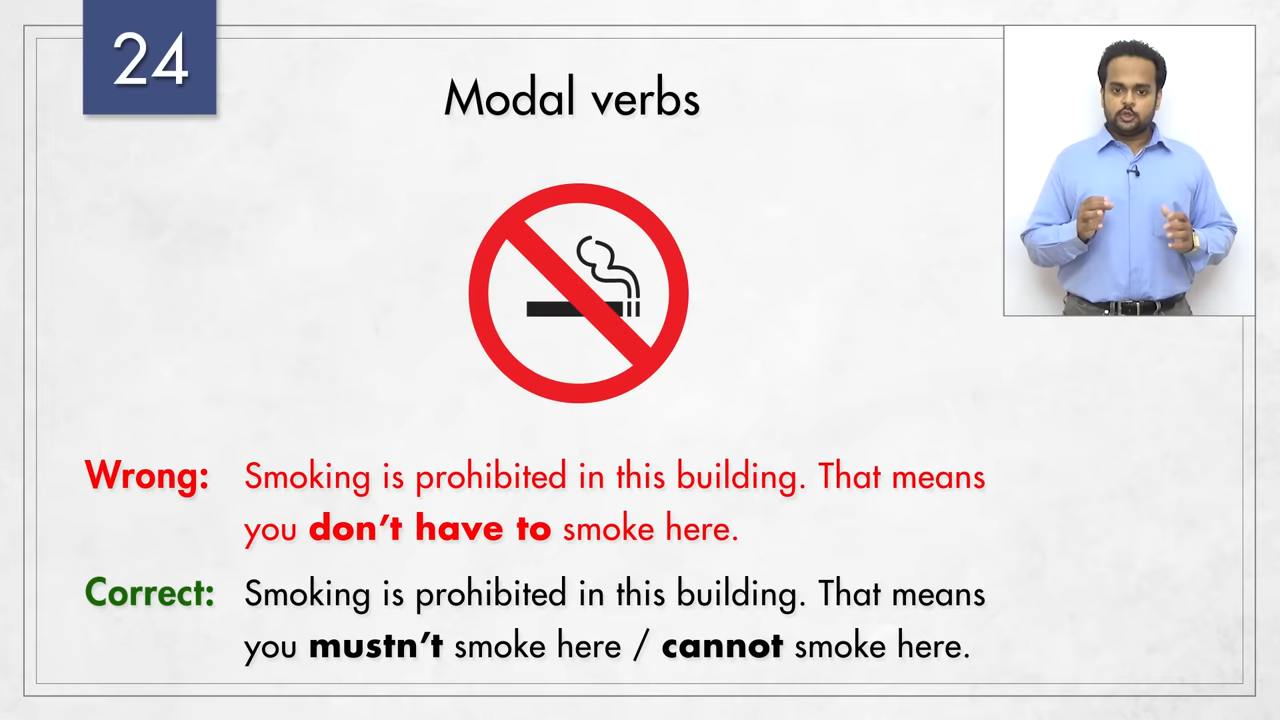 24
Modal verbs
Wrong: Smoking is prohibited in this building. That means
you don’t have to smoke here.
Correct: Smoking is prohibited in this building. That means
you mustn’t smoke here / cannot smoke here.